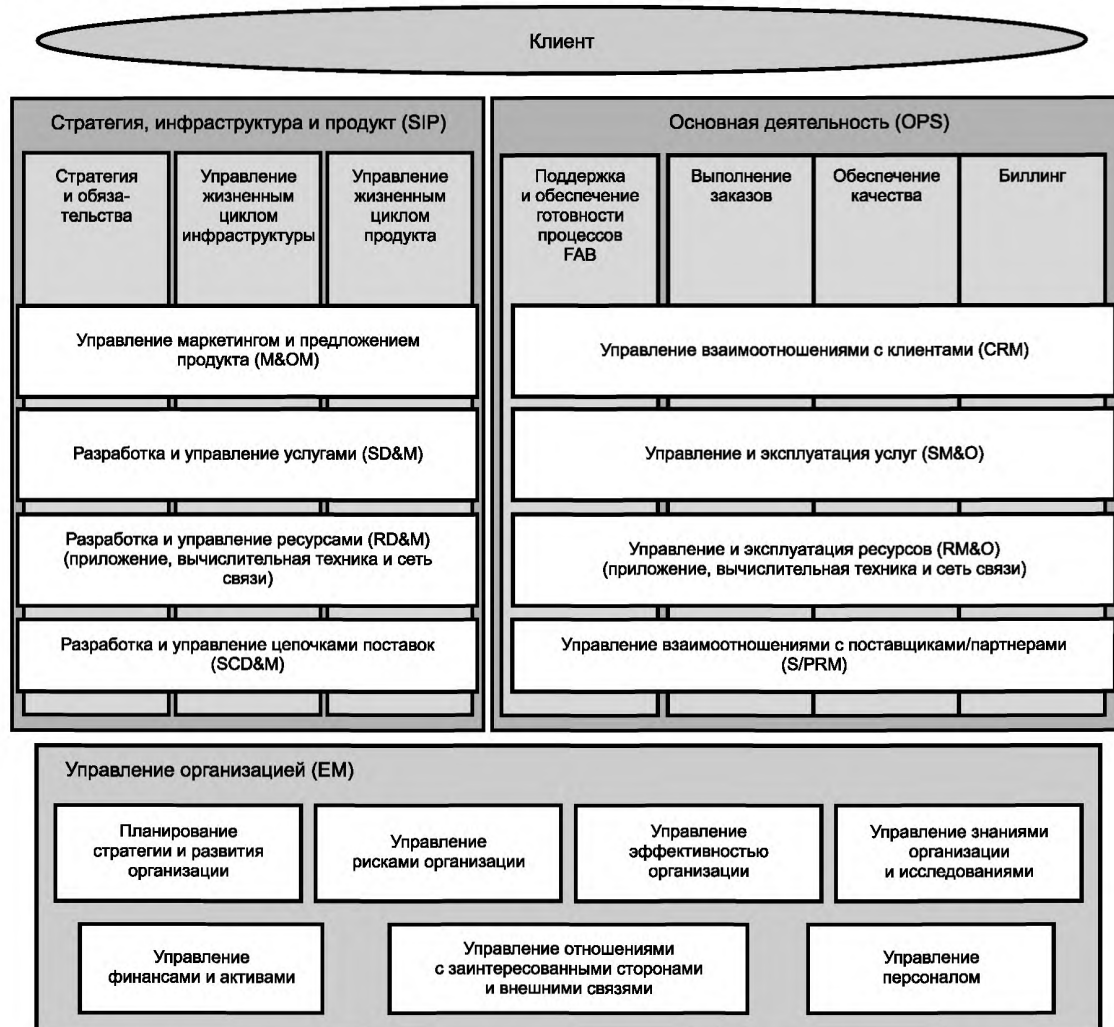 Клиент
Стратегия, инфраструктура и продукт (SIP)
Стратегия
и обяза-
тельства
Управление
жизненным
циклом
инфраструктуры
Управление
жизненным
циклом
продукта
Управление маркетингом и предложением
продукта (M&OM)
Разработка и управление услугами (SD&M)
Разработка и управление ресурсами (RD&M)
(приложение, вычислительная техника и сеть
связи)
Разработка и управление цепочками поставок
(SCD&M)
Основная деятельность (OPS)
Поддержка
и обеспечение
готовности
процессов
FAB
Выполнение
заказов
Обеспечение
качества
Биллинг
Управление взаимоотношениями с клиентами (CRM)
Управление и эксплуатация услуг (SM&O)
Управление и эксплуатация ресурсов (RM&O)
(приложение, вычислительная техника и сеть связи)
Управление взаимоотношениями с поставщиками/партнерами
(S/PRM)
Управление организацией (EM)
Планирование
стратегии и развития
организации
Управление
рисками организации
Управление
эффективностью
организации
Управление знаниями
организации
и исследованиями
Управление
финансами и активами
Управление отношениями
с заинтересованными сторонами
и внешними связями
Управление
персоналом